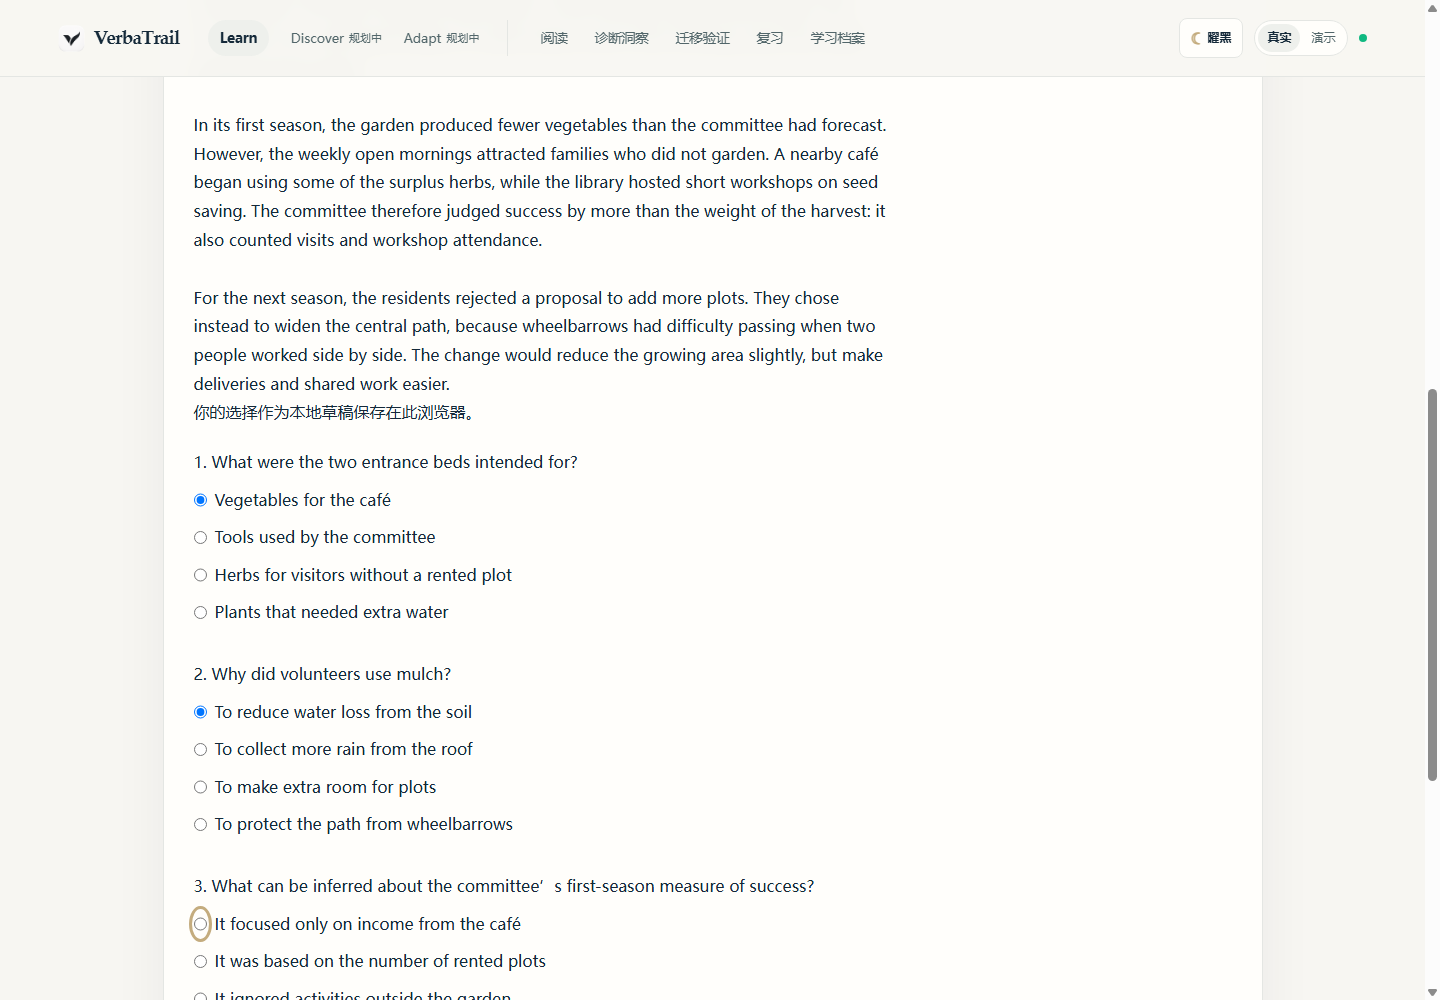 VerbaTrail
Learn
Discover 规划中
Adapt 规划中
阅读
诊断洞察
迁移验证
复习
学习档案
曜黑
真实
演示
In its first season, the garden produced fewer vegetables than the committee had forecast.
However, the weekly open mornings attracted families who did not garden. A nearby café
began using some of the surplus herbs, while the library hosted short workshops on seed
saving. The committee therefore judged success by more than the weight of the harvest: it
also counted visits and workshop attendance.
For the next season, the residents rejected a proposal to add more plots. They chose
instead to widen the central path, because wheelbarrows had difficulty passing when two
people worked side by side. The change would reduce the growing area slightly, but make
deliveries and shared work easier.
你的选择作为本地草稿保存在此浏览器。
1. What were the two entrance beds intended for?
Vegetables for the café
Tools used by the committee
Herbs for visitors without a rented plot
Plants that needed extra water
2. Why did volunteers use mulch?
To reduce water loss from the soil
To collect more rain from the roof
To make extra room for plots
To protect the path from wheelbarrows
3. What can be inferred about the committee’s first-season measure of success?
It focused only on income from the café
It was based on the number of rented plots
It ignored activities outside the garden